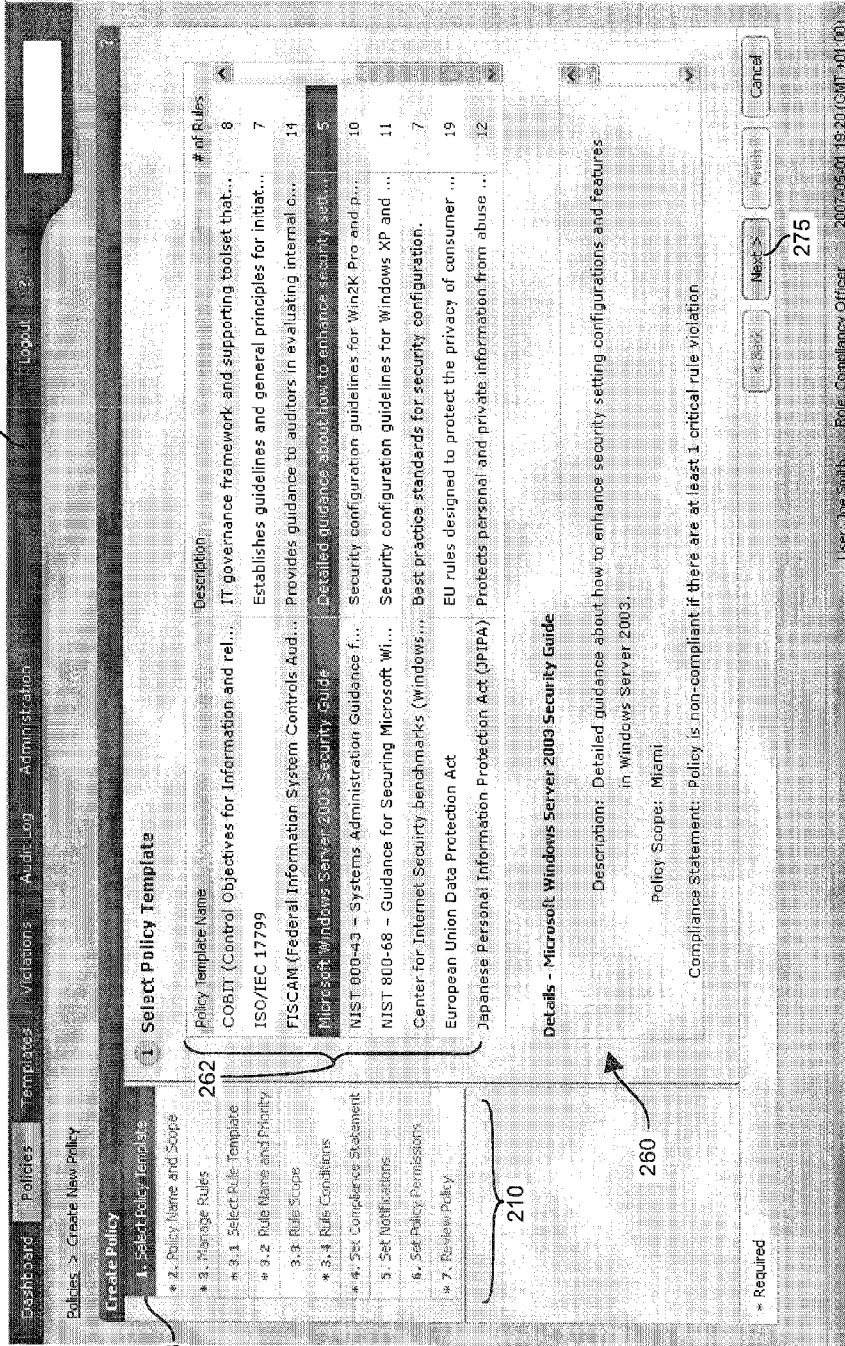 Dashboard Policies Templates Violations Audit Log Administration Logout ?
Policies > Create New Policy
Create Policy ?
1. Select Policy Template
* 2. Policy Name and Scope
* 3. Manage Rules
* 3.1 Select Rule Template
* 3.2 Rule Name and Priority
3.3 Rule Scope
* 3.4 Rule Conditions
* 4. Set Compliance Statement
5. Set Notifications
6. Set Policy Permissions
* 7. Review Policy
210
* Required
1 Select Policy Template
262
Policy Template Name Description # of Rules
COBIT (Control Objectives for Information and rel... IT governance framework and supporting toolset that... 8
ISO/IEC 17799 Establishes guidelines and general principles for initiat... 7
FISCAM (Federal Information System Controls Aud... Provides guidance to auditors in evaluating internal c... 14
Microsoft Windows Server 2003 Security Guide Detailed guidance about how to enhance security sett... 5
NIST 800-43 – Systems Administration Guidance f... Security configuration guidelines for Win2K Pro and p... 10
NIST 800-68 – Guidance for Securing Microsoft Wi... Security configuration guidelines for Windows XP and ... 11
Center for Internet Secuirty benchmarks (Windows... Best practice standards for security configuration. 7
European Union Data Protection Act EU rules designed to protect the privacy of consumer ... 19
Japanese Personal Information Protection Act (JPIPA) Protects personal and private information from abuse ... 12
Details – Microsoft Windows Server 2003 Security Guide
260
Description: Detailed guidance about how to enhance security setting configurations and features
in Windows Server 2003.
Policy Scope: Miami
Compliance Statement: Policy is non-compliant if there are at least 1 critical rule violation
< Back Next > Finish Cancel
275
User: Joe Smith Role: Compliancy Officer 2007-05-01 19:20 (GMT +01:00)